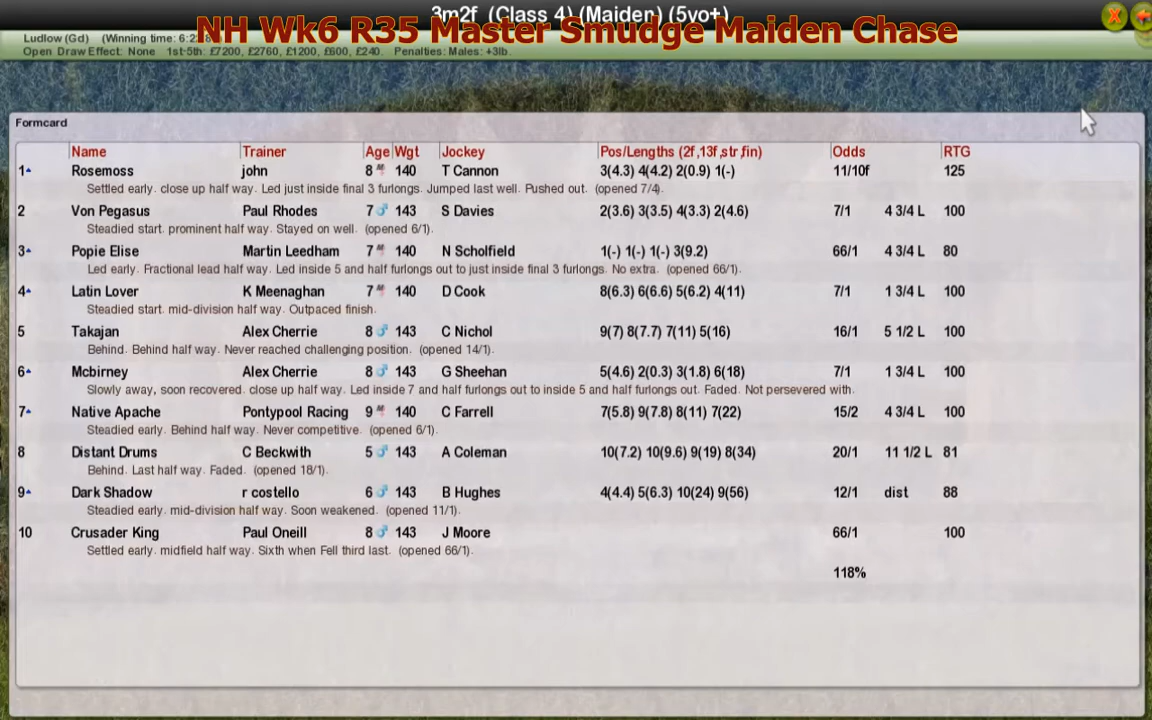 3m2f (Class 4) (Maiden) (5yo+)
NH Wk6 R35 Master Smudge Maiden Chase
Ludlow (Gd) (Winning time: 6:2
Open Draw Effect: None 1st-5th: £7200, £2760, £1200, £600, £240. Penalties: Males: +3lb.
Formcard
Name Trainer Age Wgt Jockey Pos/Lengths (2f,13f,str,fin) Odds RTG
1 Rosemoss john 8 140 T Cannon 3(4.3) 4(4.2) 2(0.9) 1(-) 11/10f 125
Settled early. close up half way. Led just inside final 3 furlongs. Jumped last well. Pushed out. (opened 7/4).
2 Von Pegasus Paul Rhodes 7 143 S Davies 2(3.6) 3(3.5) 4(3.3) 2(4.6) 7/1 4 3/4 L 100
Steadied start. prominent half way. Stayed on well. (opened 6/1).
3 Popie Elise Martin Leedham 7 140 N Scholfield 1(-) 1(-) 1(-) 3(9.2) 66/1 4 3/4 L 80
Led early. Fractional lead half way. Led inside 5 and half furlongs out to just inside final 3 furlongs. No extra. (opened 66/1).
4 Latin Lover K Meenaghan 7 140 D Cook 8(6.3) 6(6.6) 5(6.2) 4(11) 7/1 1 3/4 L 100
Steadied start. mid-division half way. Outpaced finish.
5 Takajan Alex Cherrie 8 143 C Nichol 9(7) 8(7.7) 7(11) 5(16) 16/1 5 1/2 L 100
Behind. Behind half way. Never reached challenging position. (opened 14/1).
6 Mcbirney Alex Cherrie 8 143 G Sheehan 5(4.6) 2(0.3) 3(1.8) 6(18) 7/1 1 3/4 L 100
Slowly away, soon recovered. close up half way. Led inside 7 and half furlongs out to inside 5 and half furlongs out. Faded. Not persevered with.
7 Native Apache Pontypool Racing 9 140 C Farrell 7(5.8) 9(7.8) 8(11) 7(22) 15/2 4 3/4 L 100
Steadied early. Behind half way. Never competitive. (opened 6/1).
8 Distant Drums C Beckwith 5 143 A Coleman 10(7.2) 10(9.6) 9(19) 8(34) 20/1 11 1/2 L 81
Behind. Last half way. Faded. (opened 18/1).
9 Dark Shadow r costello 6 143 B Hughes 4(4.4) 5(6.3) 10(24) 9(56) 12/1 dist 88
Steadied early. mid-division half way. Soon weakened. (opened 11/1).
10 Crusader King Paul Oneill 8 143 J Moore 66/1 100
Settled early. midfield half way. Sixth when Fell third last. (opened 66/1).
118%